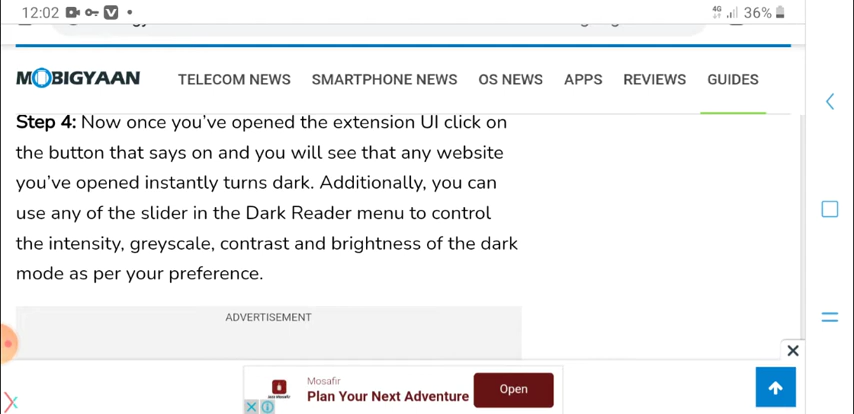 12:02 4G 36%
MOBIGYAAN TELECOM NEWS SMARTPHONE NEWS OS NEWS APPS REVIEWS GUIDES
Step 4: Now once you've opened the extension UI click on
the button that says on and you will see that any website
you've opened instantly turns dark. Additionally, you can
use any of the slider in the Dark Reader menu to control
the intensity, greyscale, contrast and brightness of the dark
mode as per your preference.
ADVERTISEMENT
Mosafir
Plan Your Next Adventure
Open